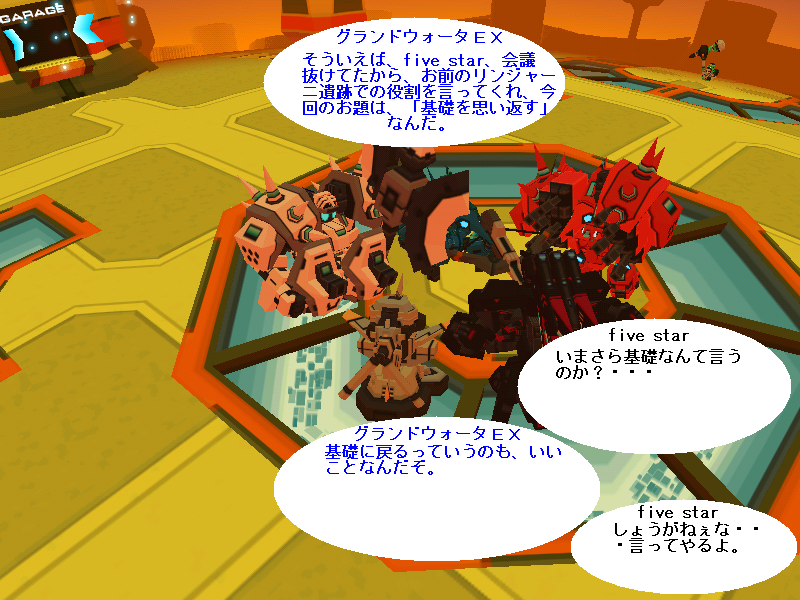 GARAGE
グランドウォータEX
そういえば、five star、会議
抜けてたから、お前のリンジャー
ニ遺跡での役割を言ってくれ、今
回のお題は、「基礎を思い返す」
なんだ。
five star
いまさら基礎なんて言う
のか？・・・
グランドウォータEX
基礎に戻るっていうのも、いい
ことなんだぞ。
five star
しょうがねぇな・・
・言ってやるよ。